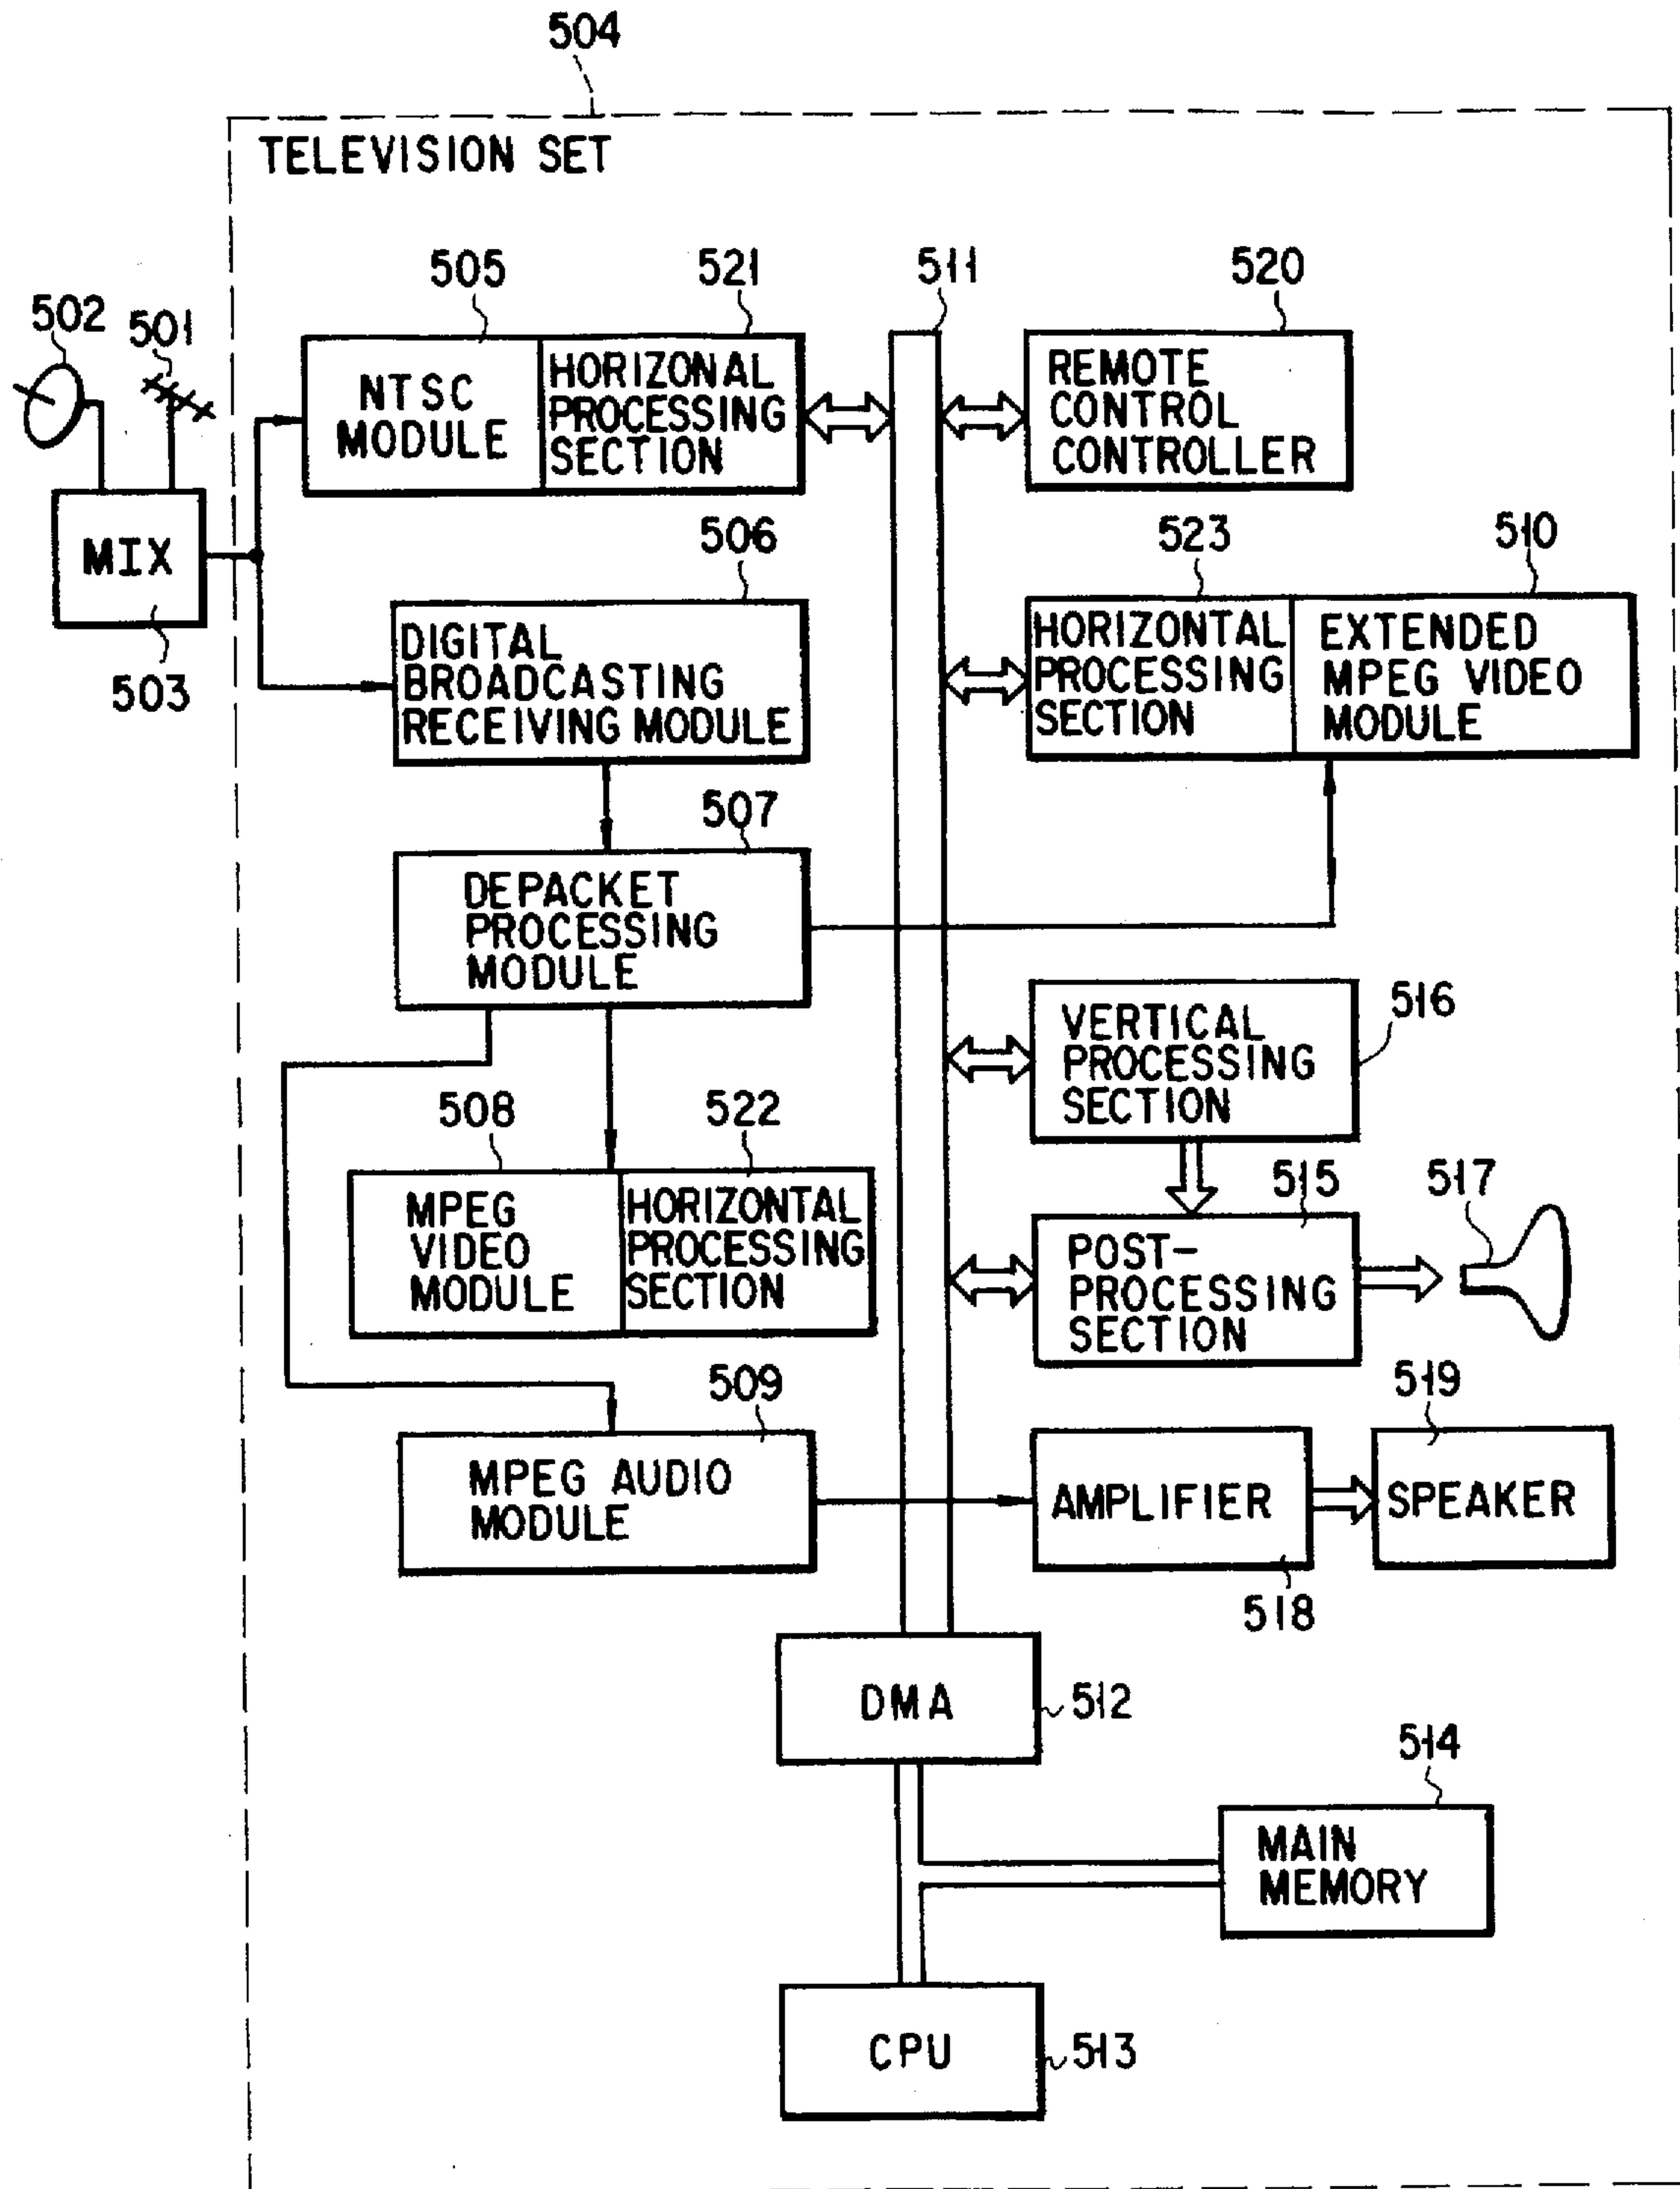 504
TELEVISION SET
505
521
511
520
502
501
NTSC
MODULE
HORIZONAL
PROCESSING
SECTION
REMOTE
CONTROL
CONTROLLER
MIX
503
506
523
510
DIGITAL
BROADCASTING
RECEIVING MODULE
HORIZONTAL
PROCESSING
SECTION
EXTENDED
MPEG VIDEO
MODULE
507
DEPACKET
PROCESSING
MODULE
VERTICAL
PROCESSING
SECTION
516
508
522
MPEG
VIDEO
MODULE
HORIZONTAL
PROCESSING
SECTION
515
517
POST-
PROCESSING
SECTION
509
519
MPEG AUDIO
MODULE
AMPLIFIER
SPEAKER
518
DMA
512
514
MAIN
MEMORY
CPU
513